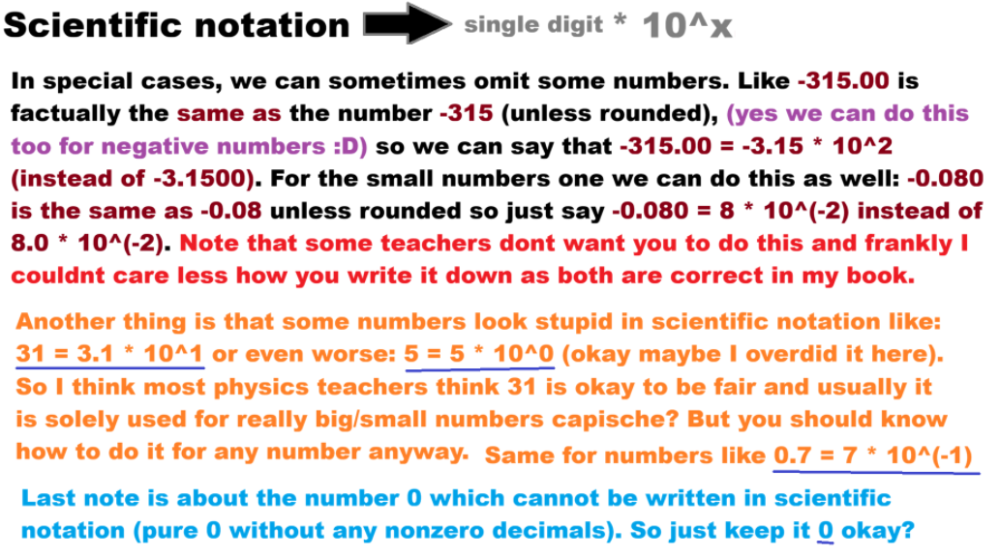 Scientific notation single digit * 10^x
In special cases, we can sometimes omit some numbers. Like -315.00 is
factually the same as the number -315 (unless rounded), (yes we can do this
too for negative numbers :D) so we can say that -315.00 = -3.15 * 10^2
(instead of -3.1500). For the small numbers one we can do this as well: -0.080
is the same as -0.08 unless rounded so just say -0.080 = 8 * 10^(-2) instead of
8.0 * 10^(-2). Note that some teachers dont want you to do this and frankly I
couldnt care less how you write it down as both are correct in my book.
Another thing is that some numbers look stupid in scientific notation like:
31 = 3.1 * 10^1 or even worse: 5 = 5 * 10^0 (okay maybe I overdid it here).
So I think most physics teachers think 31 is okay to be fair and usually it
is solely used for really big/small numbers capische? But you should know
how to do it for any number anyway. Same for numbers like 0.7 = 7 * 10^(-1)
Last note is about the number 0 which cannot be written in scientific
notation (pure 0 without any nonzero decimals). So just keep it 0 okay?